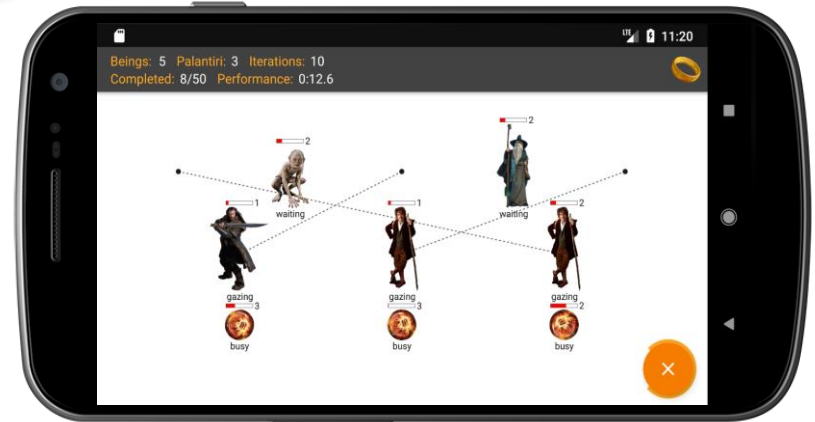 LTE 11:20
Beings: 5 Palantiri: 3 Iterations: 10
Completed: 8/50 Performance: 0:12.6
2
2
waiting
waiting
1
1
2
gazing
gazing
gazing
3
3
2
busy
busy
busy